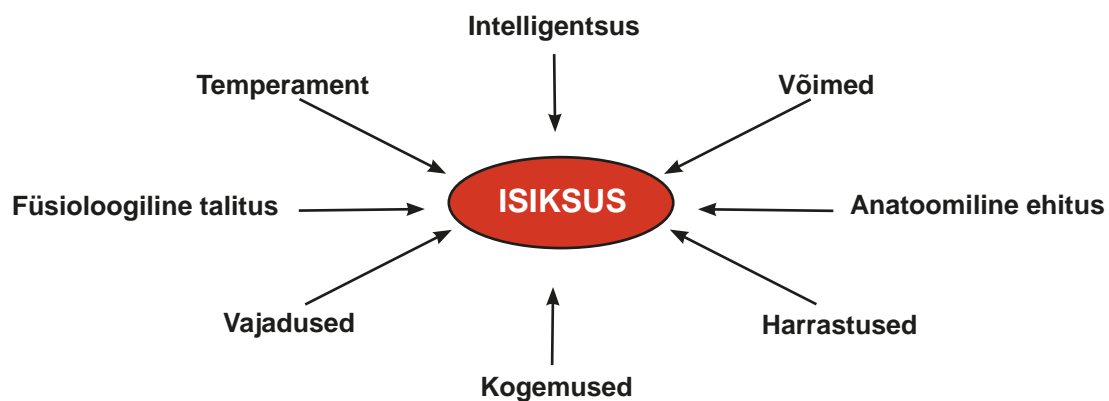 Intelligentsus
Temperament
Võimed
ISIKSUS
Füsioloogiline talitus
Anatoomiline ehitus
Vajadused
Harrastused
Kogemused